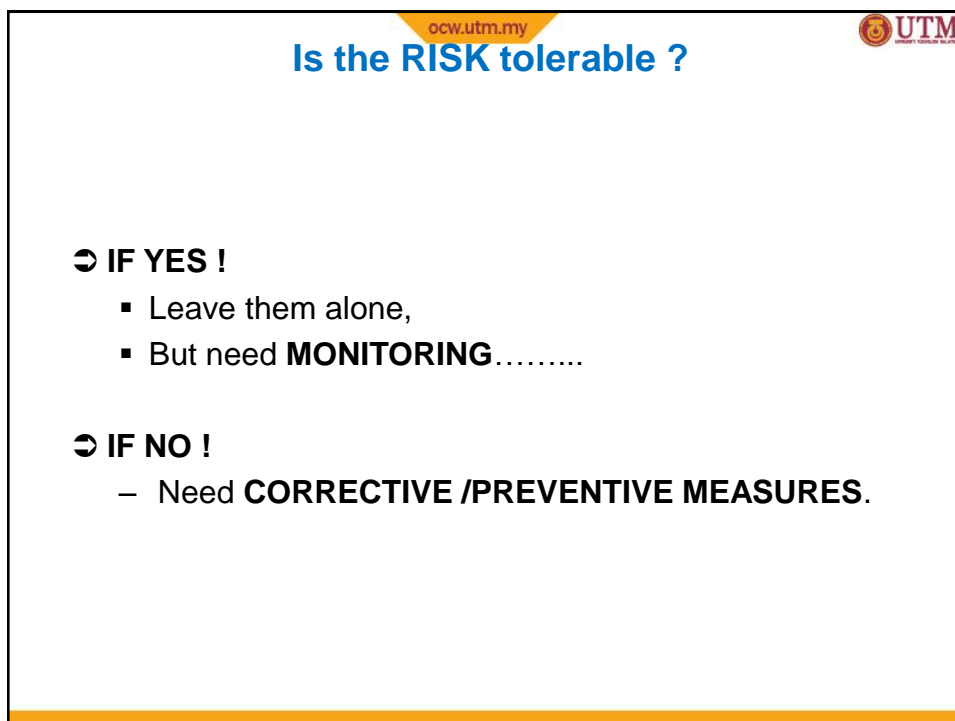 ocw.utm.my
UTM
Is the RISK tolerable ?
➲ IF YES !
▪ Leave them alone,
▪ But need MONITORING……...
➲ IF NO !
– Need CORRECTIVE /PREVENTIVE MEASURES.